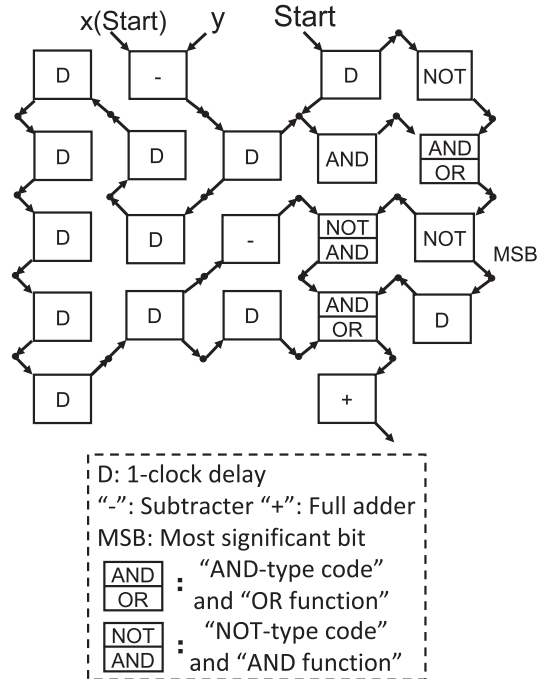 x(Start) y Start
D - D NOT
D D D AND AND
OR
D D - NOT
AND NOT MSB
D D D AND
OR D
D +
D: 1-clock delay
“-”: Subtracter “+”: Full adder
MSB: Most significant bit
AND
OR : “AND-type code”
and “OR function”
NOT
AND : “NOT-type code”
and “AND function”